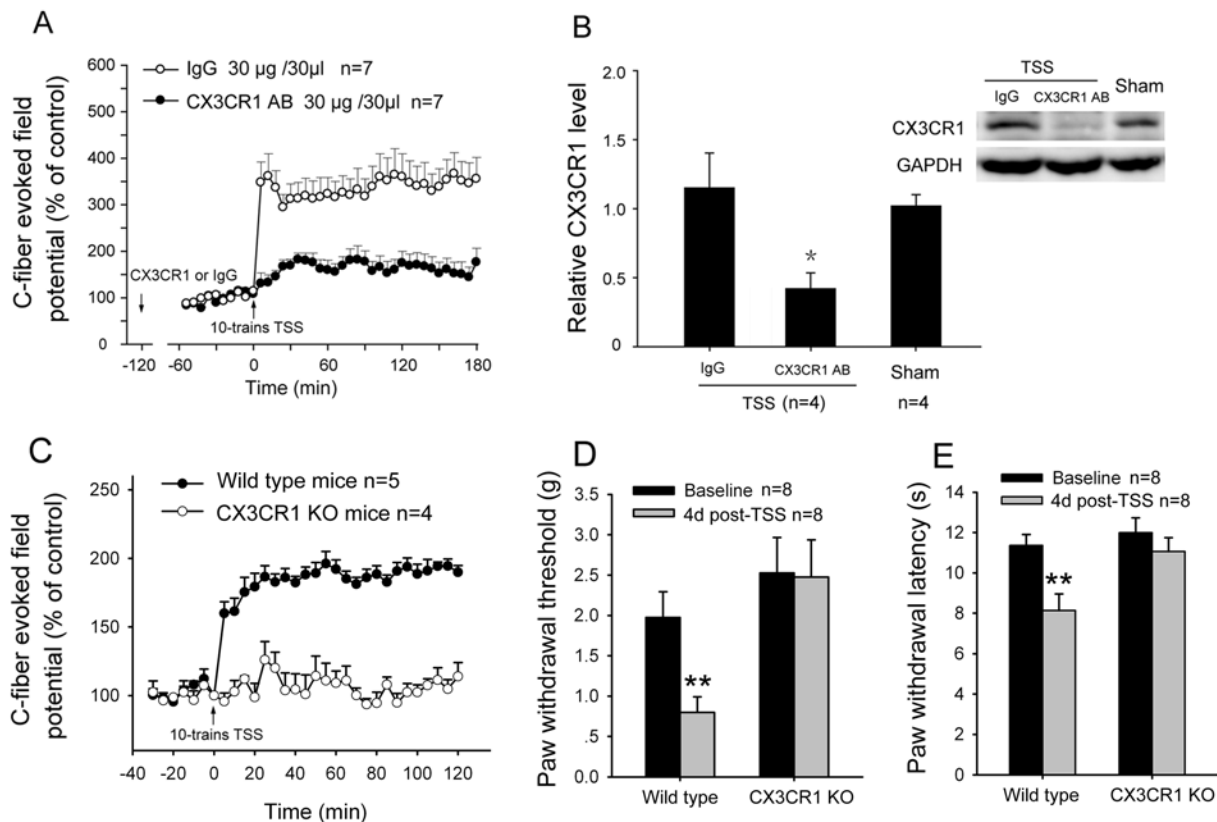 A
IgG 30 µg /30µl n=7
CX3CR1 AB 30 µg /30µl n=7
600
500
400
300
200
100
0
C-fiber evoked field
potential (% of control)
CX3CR1 or IgG
10-trains TSS
-120 -60 0 60 120 180
Time (min)
B
2.0
1.5
1.0
0.5
0
Relative CX3CR1 level
*
IgG CX3CR1 AB Sham
TSS (n=4) n=4
TSS
IgG CX3CR1 AB Sham
CX3CR1
GAPDH
C
Wild type mice n=5
CX3CR1 KO mice n=4
250
200
150
100
C-fiber evoked field
potential (% of control)
10-trains TSS
-40 -20 0 20 40 60 80 100 120
Time (min)
D
Baseline n=8
4d post-TSS n=8
3.5
3.0
2.5
2.0
1.5
1.0
.5
0
Paw withdrawal threshold (g)
**
Wild type CX3CR1 KO
E
Baseline n=8
4d post-TSS n=8
14
12
10
8
6
4
2
0
Paw withdrawal latency (s)
**
Wild type CX3CR1 KO